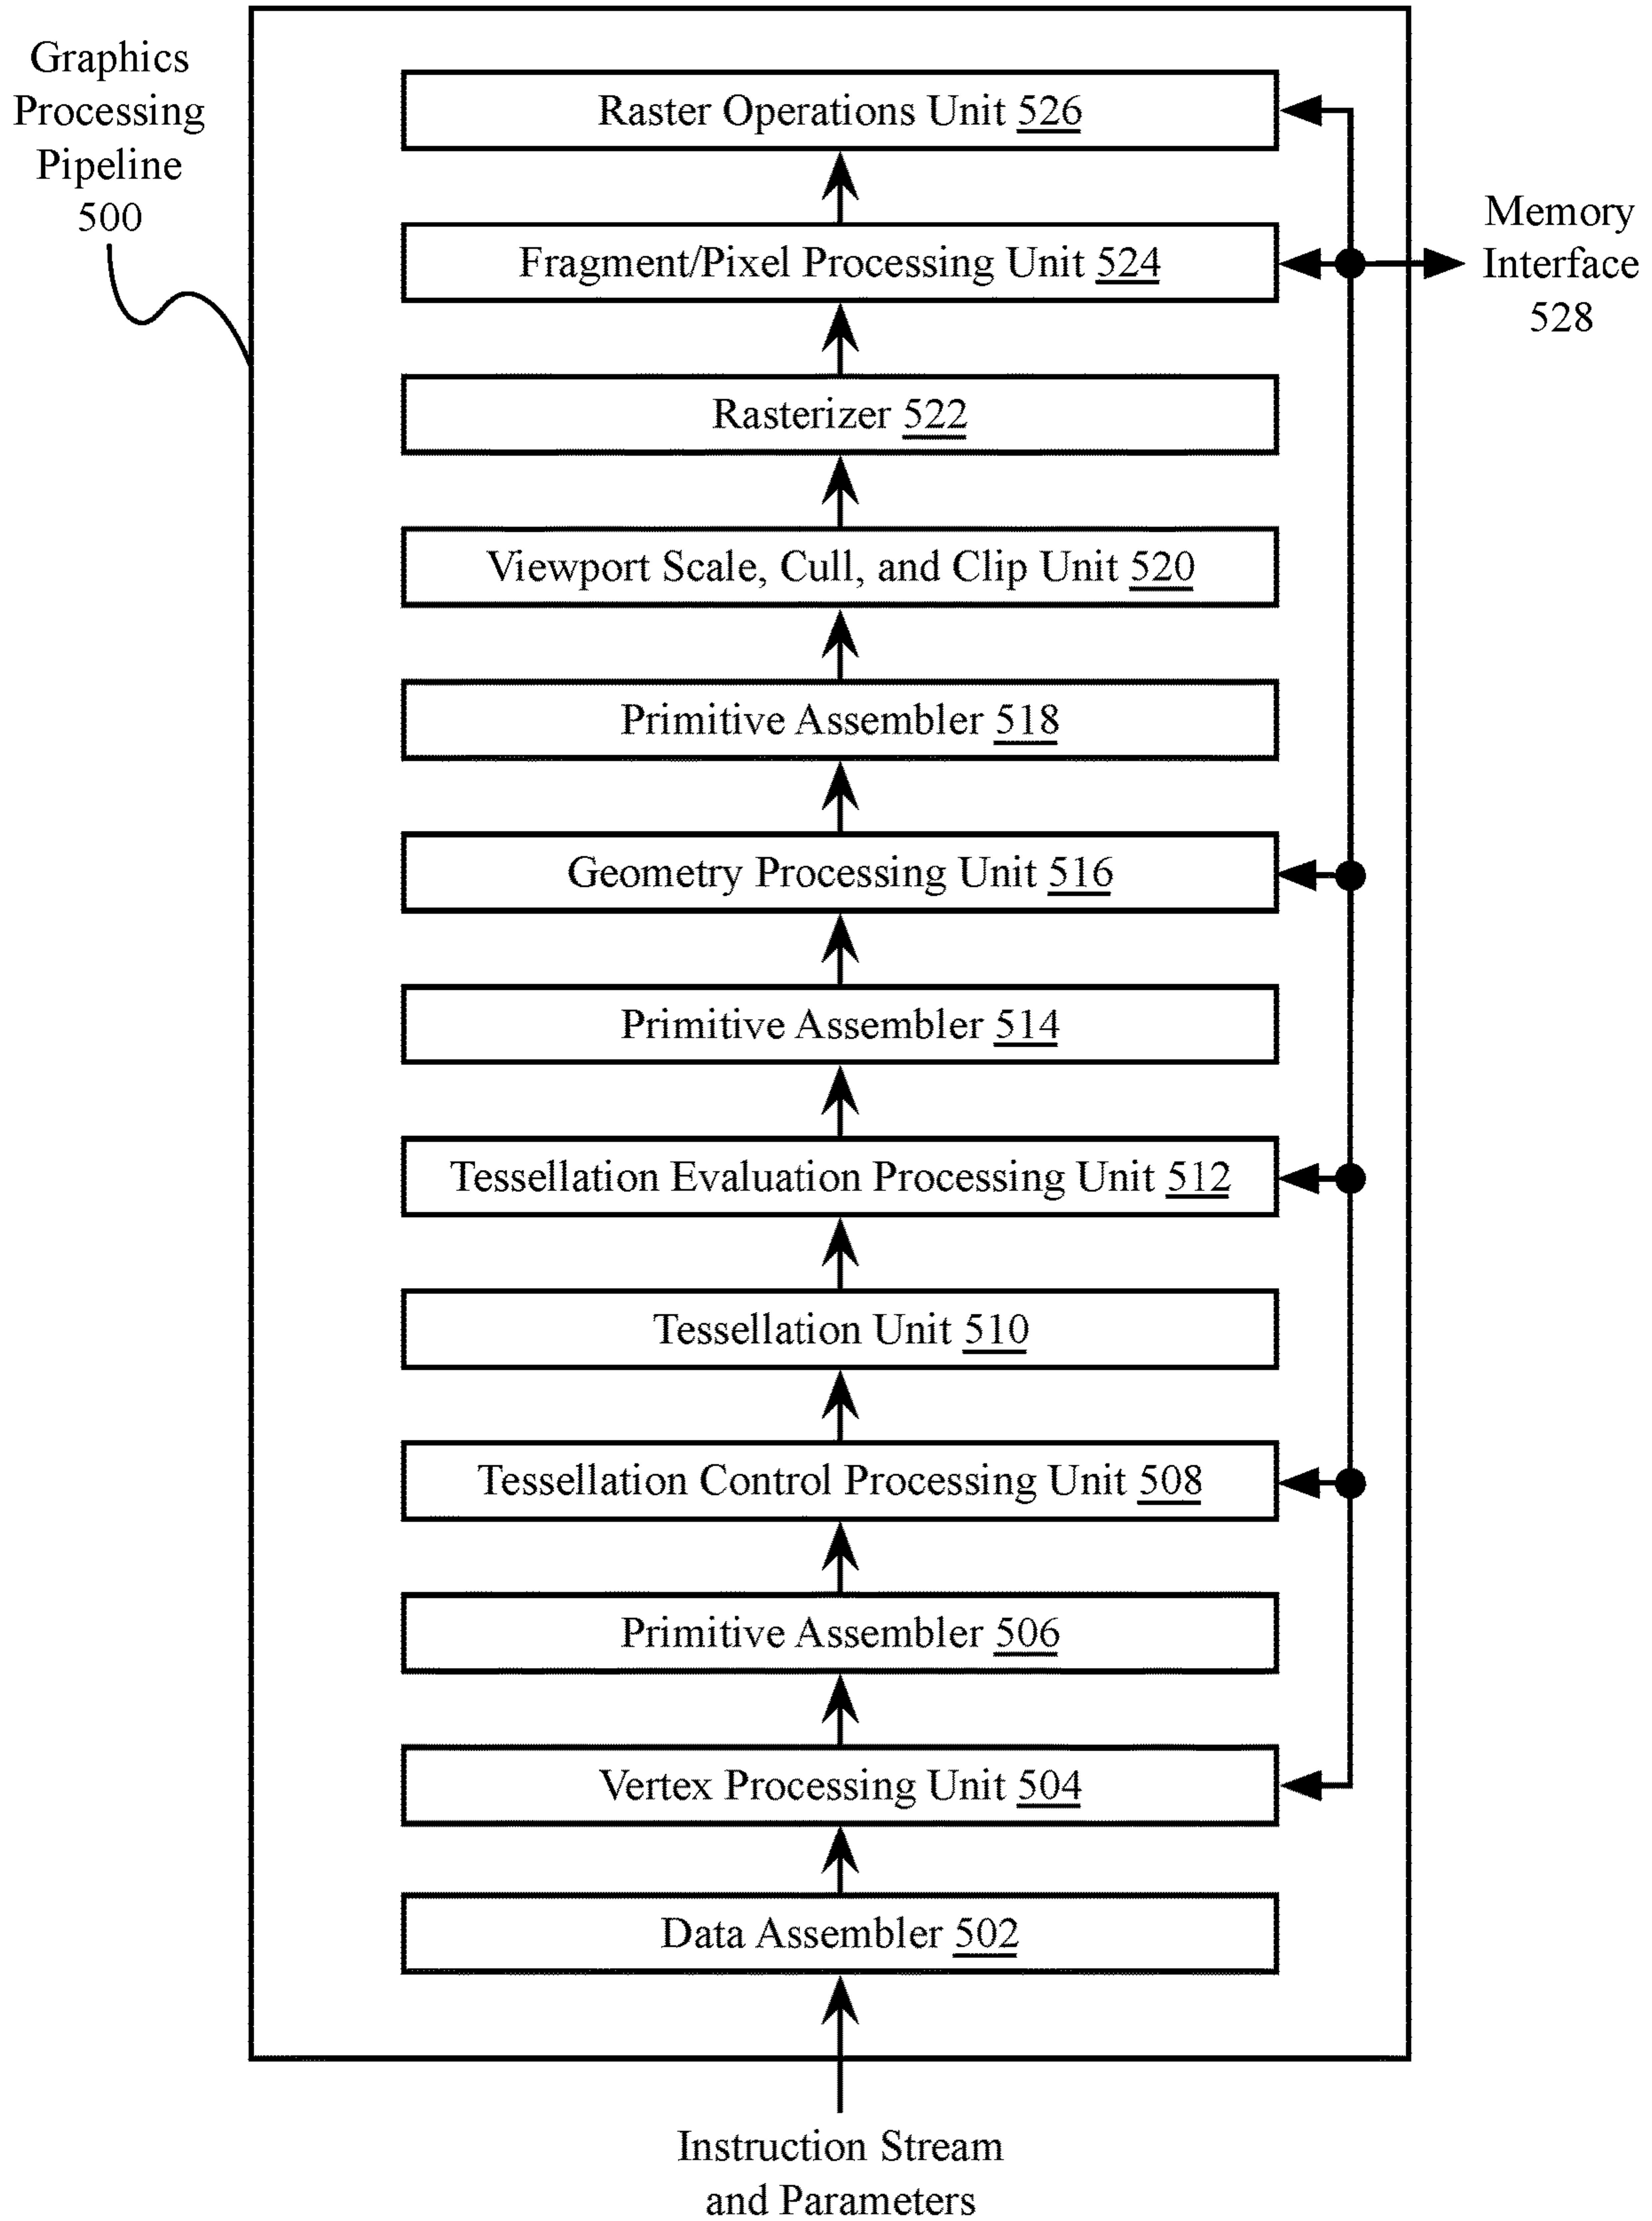 Graphics
Processing
Pipeline
500
Raster Operations Unit 526
Fragment/Pixel Processing Unit 524
Memory
Interface
528
Rasterizer 522
Viewport Scale, Cull, and Clip Unit 520
Primitive Assembler 518
Geometry Processing Unit 516
Primitive Assembler 514
Tessellation Evaluation Processing Unit 512
Tessellation Unit 510
Tessellation Control Processing Unit 508
Primitive Assembler 506
Vertex Processing Unit 504
Data Assembler 502
Instruction Stream
and Parameters